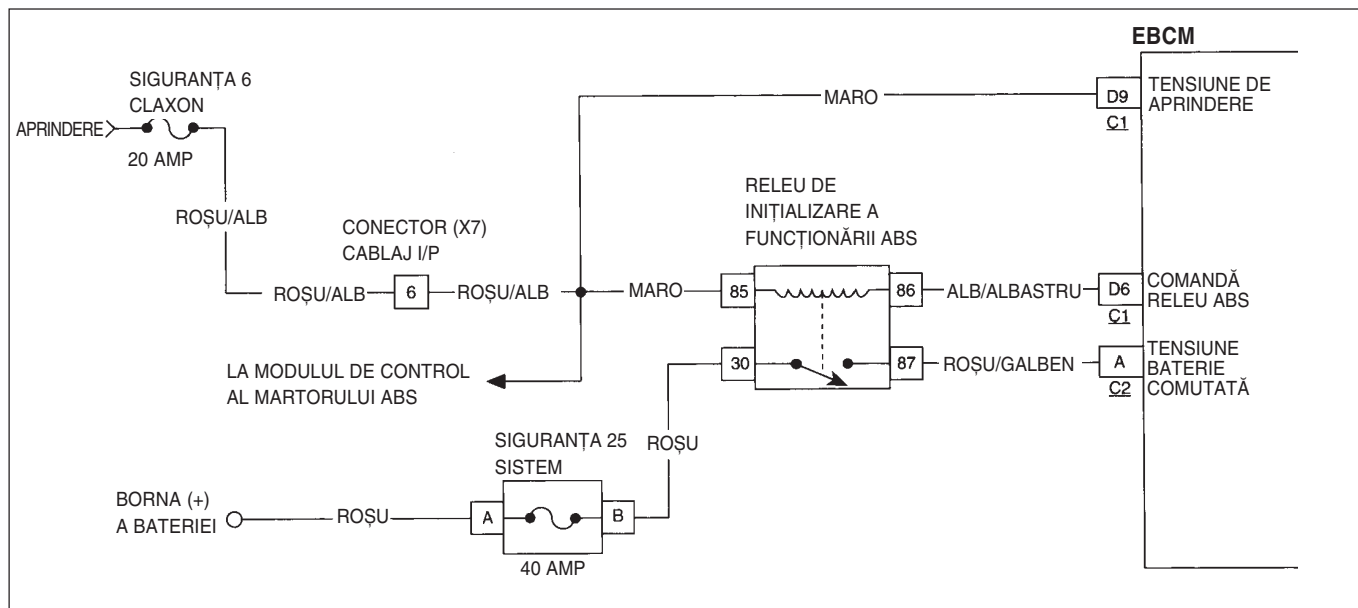 EBCM
SIGURANȚA 6
CLAXON
APRINDERE
20 AMP
MARO
D9
C1
TENSIUNE DE
APRINDERE
ROȘU/ALB
CONECTOR (X7)
CABLAJ I/P
RELEU DE
INIȚIALIZARE A
FUNCȚIONĂRII ABS
ROȘU/ALB
6
ROȘU/ALB
MARO
85
86
ALB/ALBASTRU
D6
C1
COMANDĂ
RELEU ABS
LA MODULUL DE CONTROL
AL MARTORULUI ABS
30
87
ROȘU/GALBEN
A
C2
TENSIUNE
BATERIE
COMUTATĂ
SIGURANȚA 25
SISTEM
ROȘU
BORNA (+)
A BATERIEI
ROȘU
A
B
40 AMP